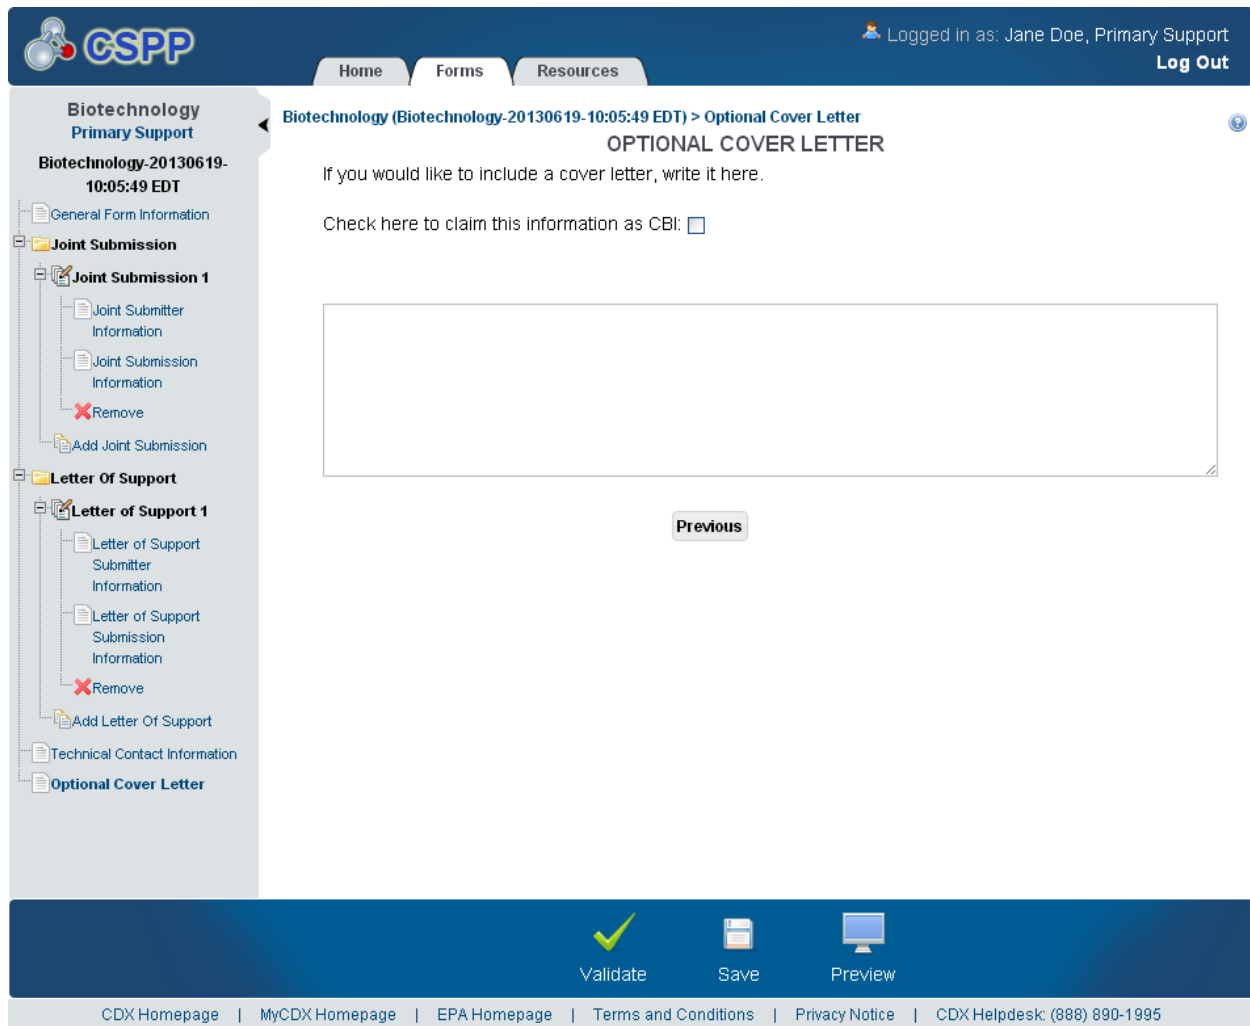 CSPP
Logged in as: Jane Doe, Primary Support
Log Out
Home
Forms
Resources
Biotechnology
Primary Support
Biotechnology-20130619-
10:05:49 EDT
General Form Information
Joint Submission
Joint Submission 1
Joint Submitter
Information
Joint Submission
Information
Remove
Add Joint Submission
Letter Of Support
Letter of Support 1
Letter of Support
Submitter
Information
Letter of Support
Submission
Information
Remove
Add Letter Of Support
Technical Contact Information
Optional Cover Letter
Biotechnology (Biotechnology-20130619-10:05:49 EDT) > Optional Cover Letter
?
OPTIONAL COVER LETTER
If you would like to include a cover letter, write it here.
Check here to claim this information as CBI:
Previous
Validate
Save
Preview
CDX Homepage | MyCDX Homepage | EPA Homepage | Terms and Conditions | Privacy Notice | CDX Helpdesk: (888) 890-1995